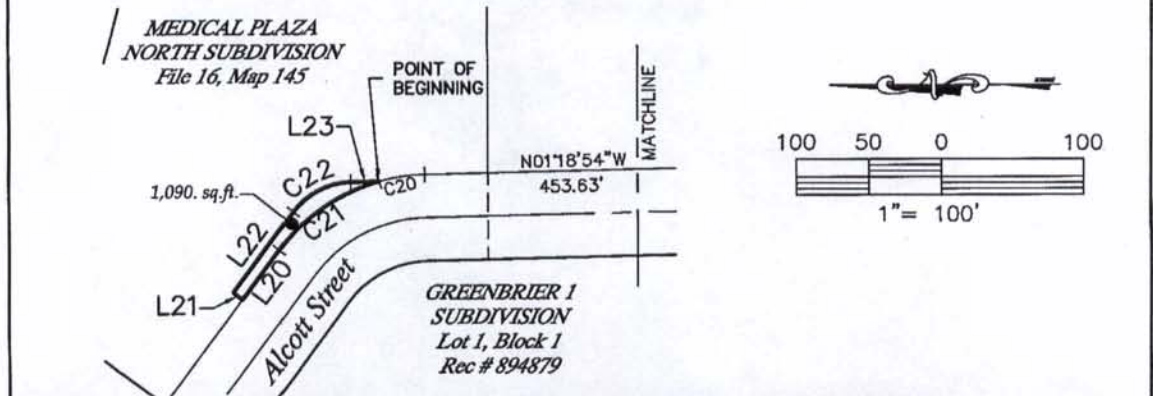 MEDICAL PLAZA
NORTH SUBDIVISION
File 16, Map 145
POINT OF
BEGINNING
L23
C22
1,090. sq.ft.
C21
C20
L22
L20
L21
Alcott Street
N01°18'54"W
453.63'
MATCHLINE
GREENBRIER 1
SUBDIVISION
Lot 1, Block 1
Rec # 894879
100 50 0 100
1"= 100'